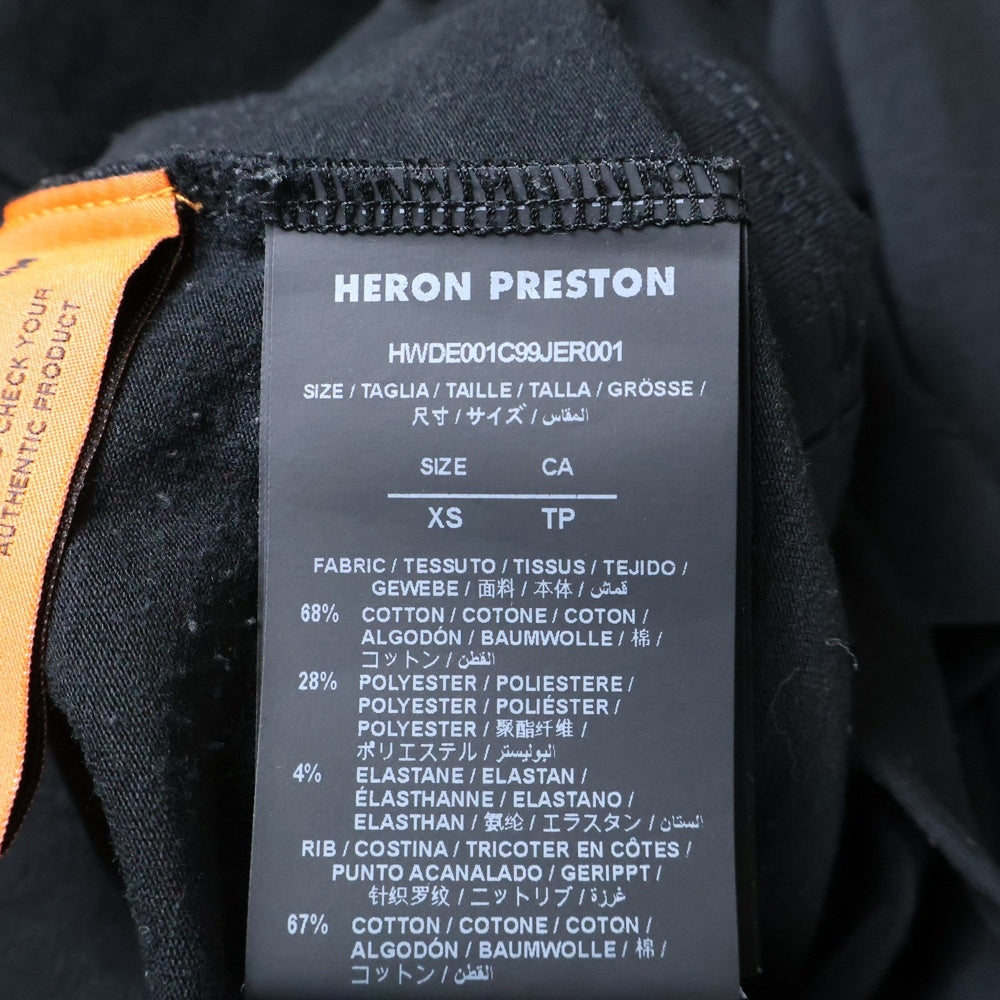 HERON PRESTON
HWDE001C99JER001
SIZE / TAGLIA / TAILLE / TALLA / GRÖSSE /
尺寸 / サイズ / المقاس
SIZE CA
XS TP
FABRIC / TESSUTO / TISSUS / TEJIDO /
GEWEBE / 面料 / 本体 / قماش
68% COTTON / COTONE / COTON /
ALGODÓN / BAUMWOLLE / 棉 /
コットン / القطن
28% POLYESTER / POLIESTERE /
POLYESTER / POLIÉSTER /
POLYESTER / 聚酯纤维 /
ポリエステル / البوليستر
4% ELASTANE / ELASTAN /
ÉLASTHANNE / ELASTANO /
ELASTHAN / 氨纶 / エラスタン / الستان
RIB / COSTINA / TRICOTER EN CÔTES /
PUNTO ACANALADO / GERIPPT /
针织罗纹 / ニットリブ / غرزة
67% COTTON / COTONE / COTON /
ALGODÓN / BAUMWOLLE / 棉 /
コットン / القطن
CHECK YOUR
AUTHENTIC PRODUCT